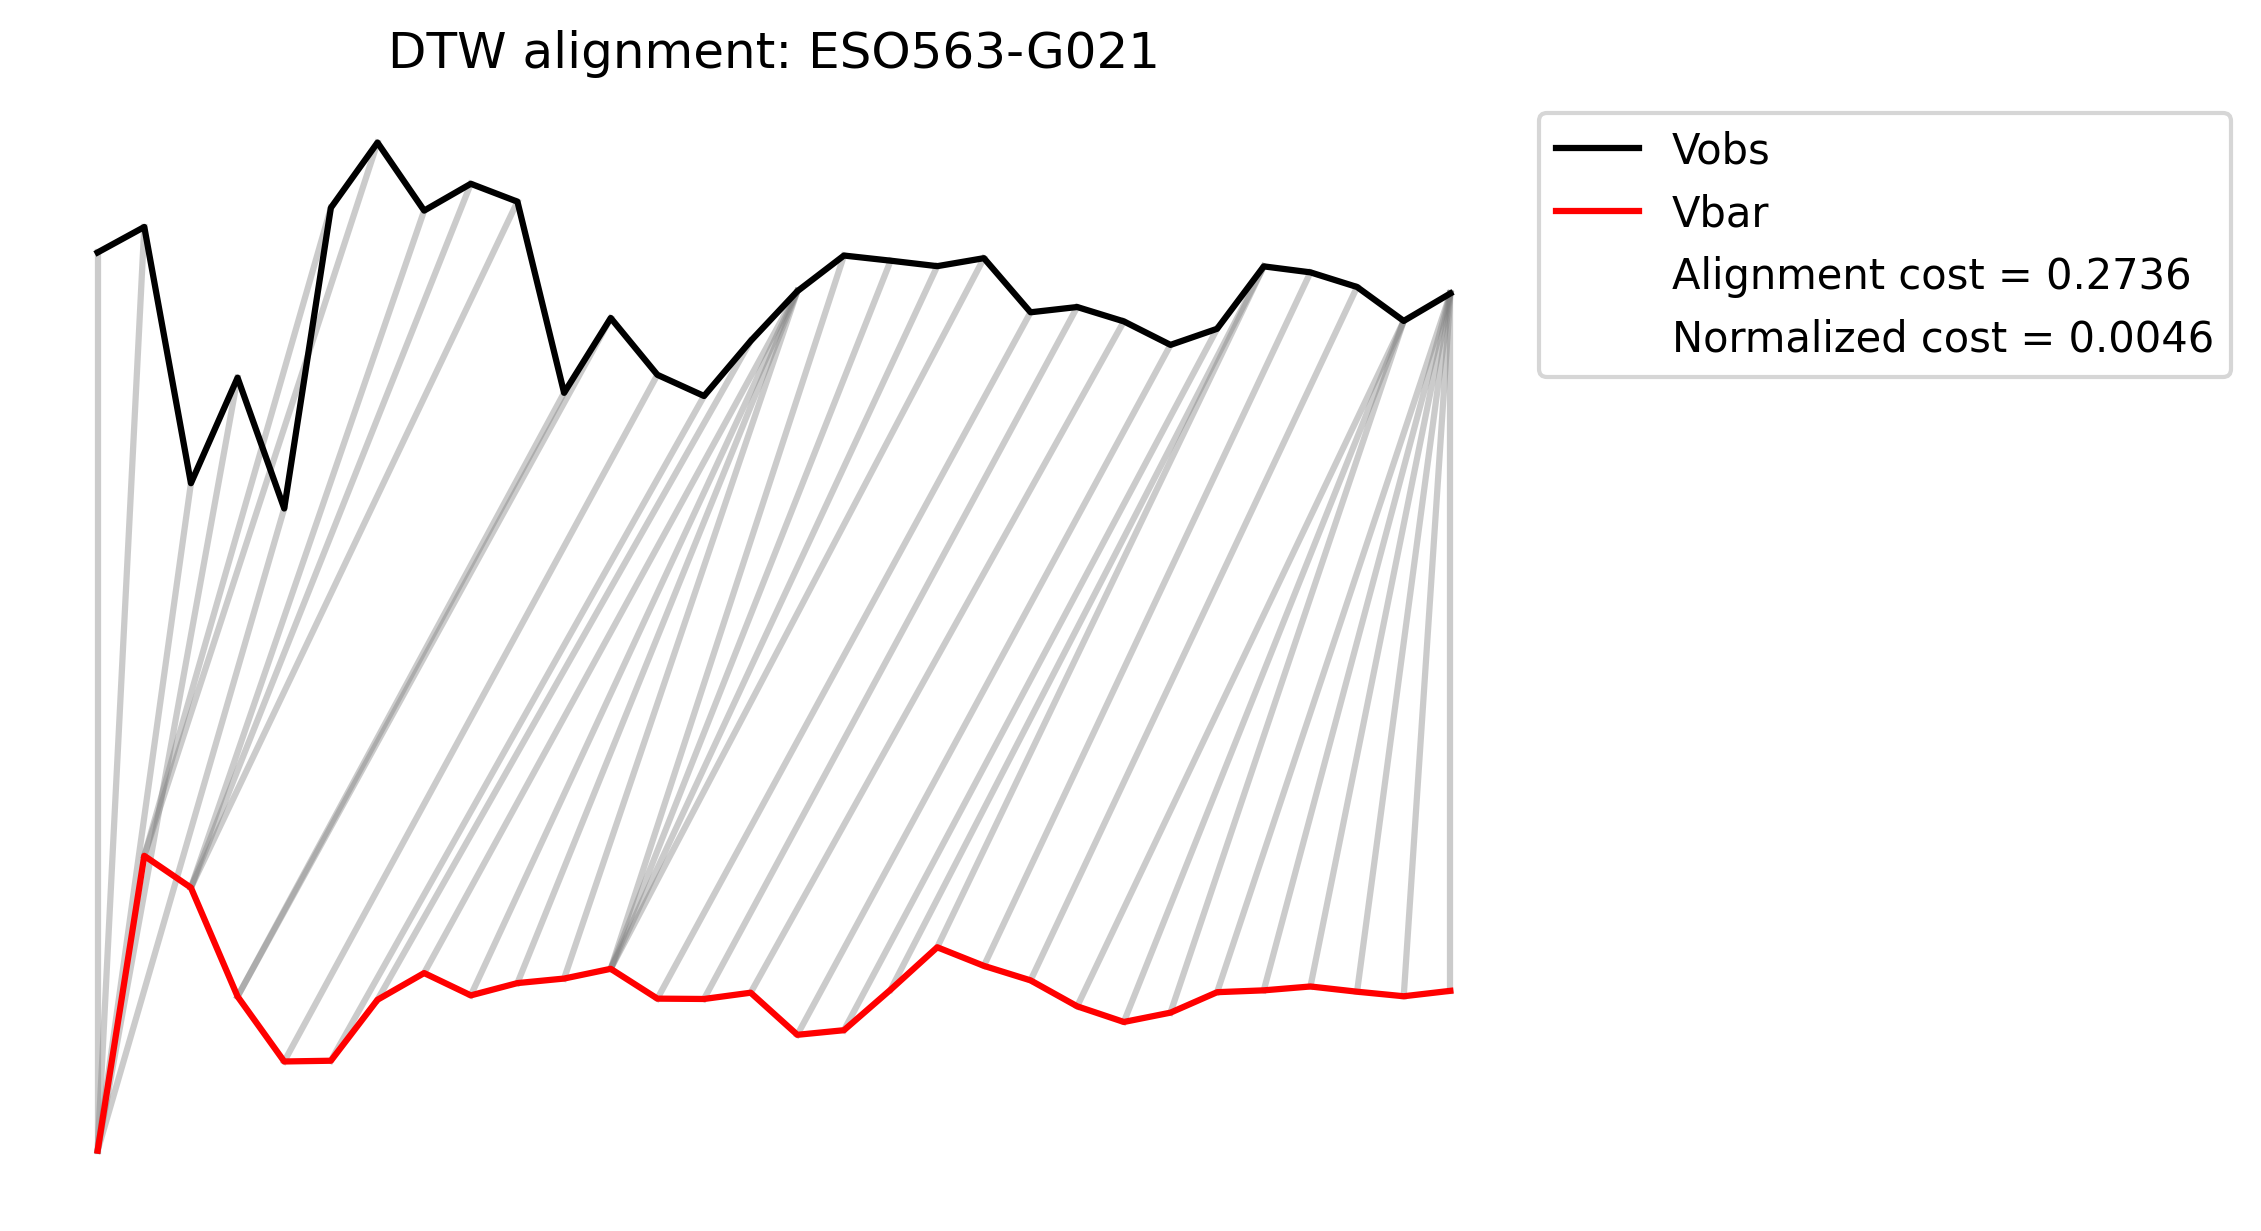 DTW alignment: ESO563-G021
Vobs
Vbar
Alignment cost = 0.2736
Normalized cost = 0.0046